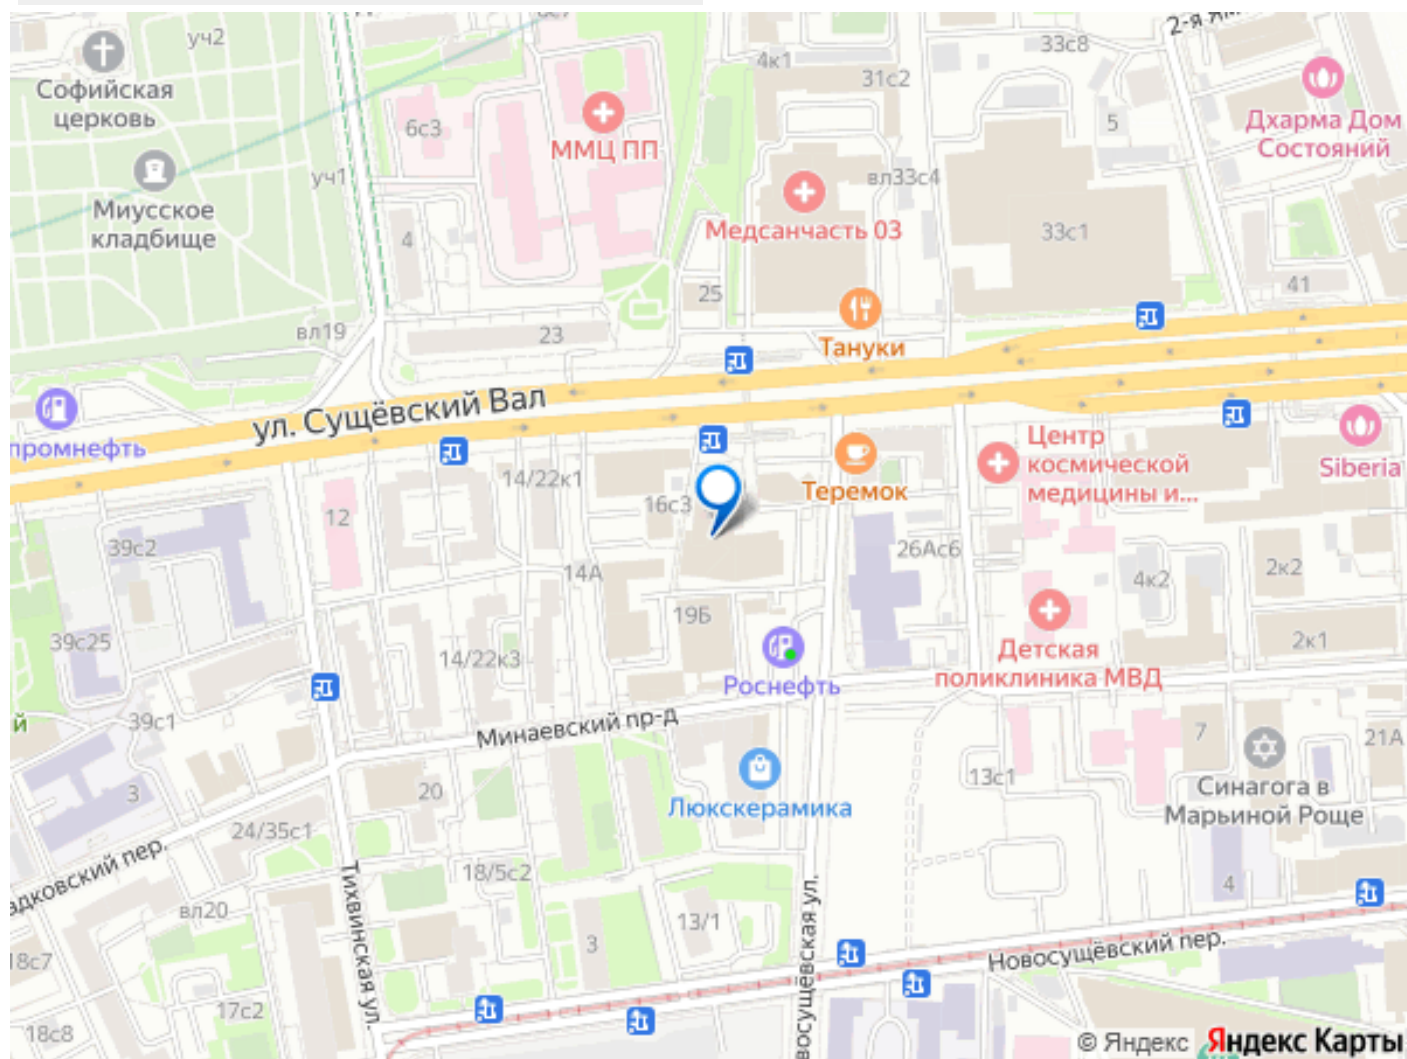 2-я Ям
уч2
Софийская
церковь
4к1
33с8
31с2
6с3
ММЦ ПП
5
Дхарма Дом
Состояний
уч1
вл33с4
Миусское
кладбище
4
Медсанчасть 03
33с1
25
41
вл19
23
Тануки
ул. Сущёвский Вал
промнефть
Центр
космической
медицины и...
Siberia
14/22к1
16с3
Теремок
12
39с2
26Ас6
14А
4к2
2к2
19Б
39с25
14/22к3
Детская
поликлиника МВД
2к1
Роснефть
й
39с1
Минаевский пр-д
7
21А
3
20
13с1
Люкскерамика
Синагога в
Марьиной Роще
24/35с1
адковский пер.
18/5с2
4
вл20
Тихвинская ул.
13/1
3
восущёвская ул.
Новосущёвский пер.
18с7
17с2
18с8
© Яндекс Яндекс Карты